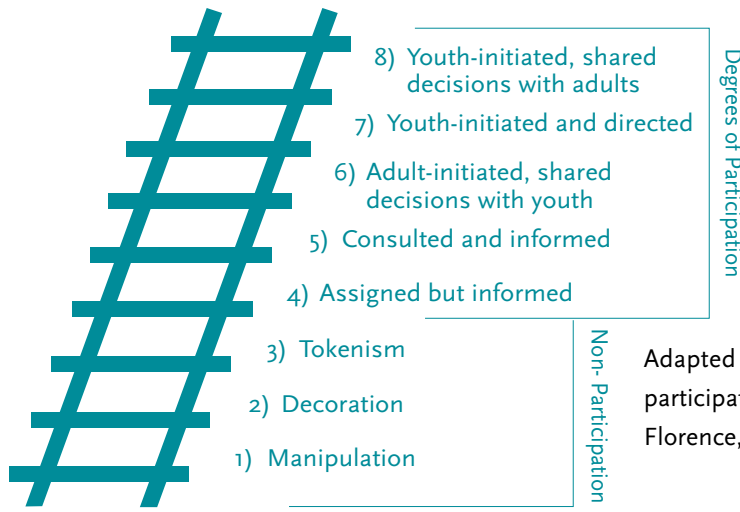 8) Youth-initiated, shared
decisions with adults
7) Youth-initiated and directed
6) Adult-initiated, shared
decisions with youth
5) Consulted and informed
4) Assigned but informed
Degrees of Participation
3) Tokenism
2) Decoration
1) Manipulation
Non- Participation
Adapted
Florence,